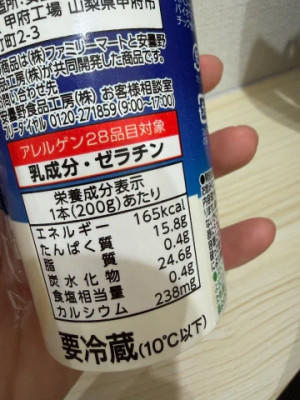 甲府工場 山梨県甲府市
町2-3
商品は(株)ファミリーマートと安曇野
品工房(株)が共同開発した商品です。
問い合わせ先
安曇野食品工房(株) お客様相談室
フリーダイヤル 0120-271853 (9:00~17:00)
アレルゲン28品目対象
乳成分・ゼラチン
栄養成分表示
1本(200g)あたり
エネルギー 165kcal
たんぱく質 15.8g
脂質 0.4g
炭水化物 24.6g
食塩相当量 0.4g
カルシウム 238mg
要冷蔵(10℃以下)